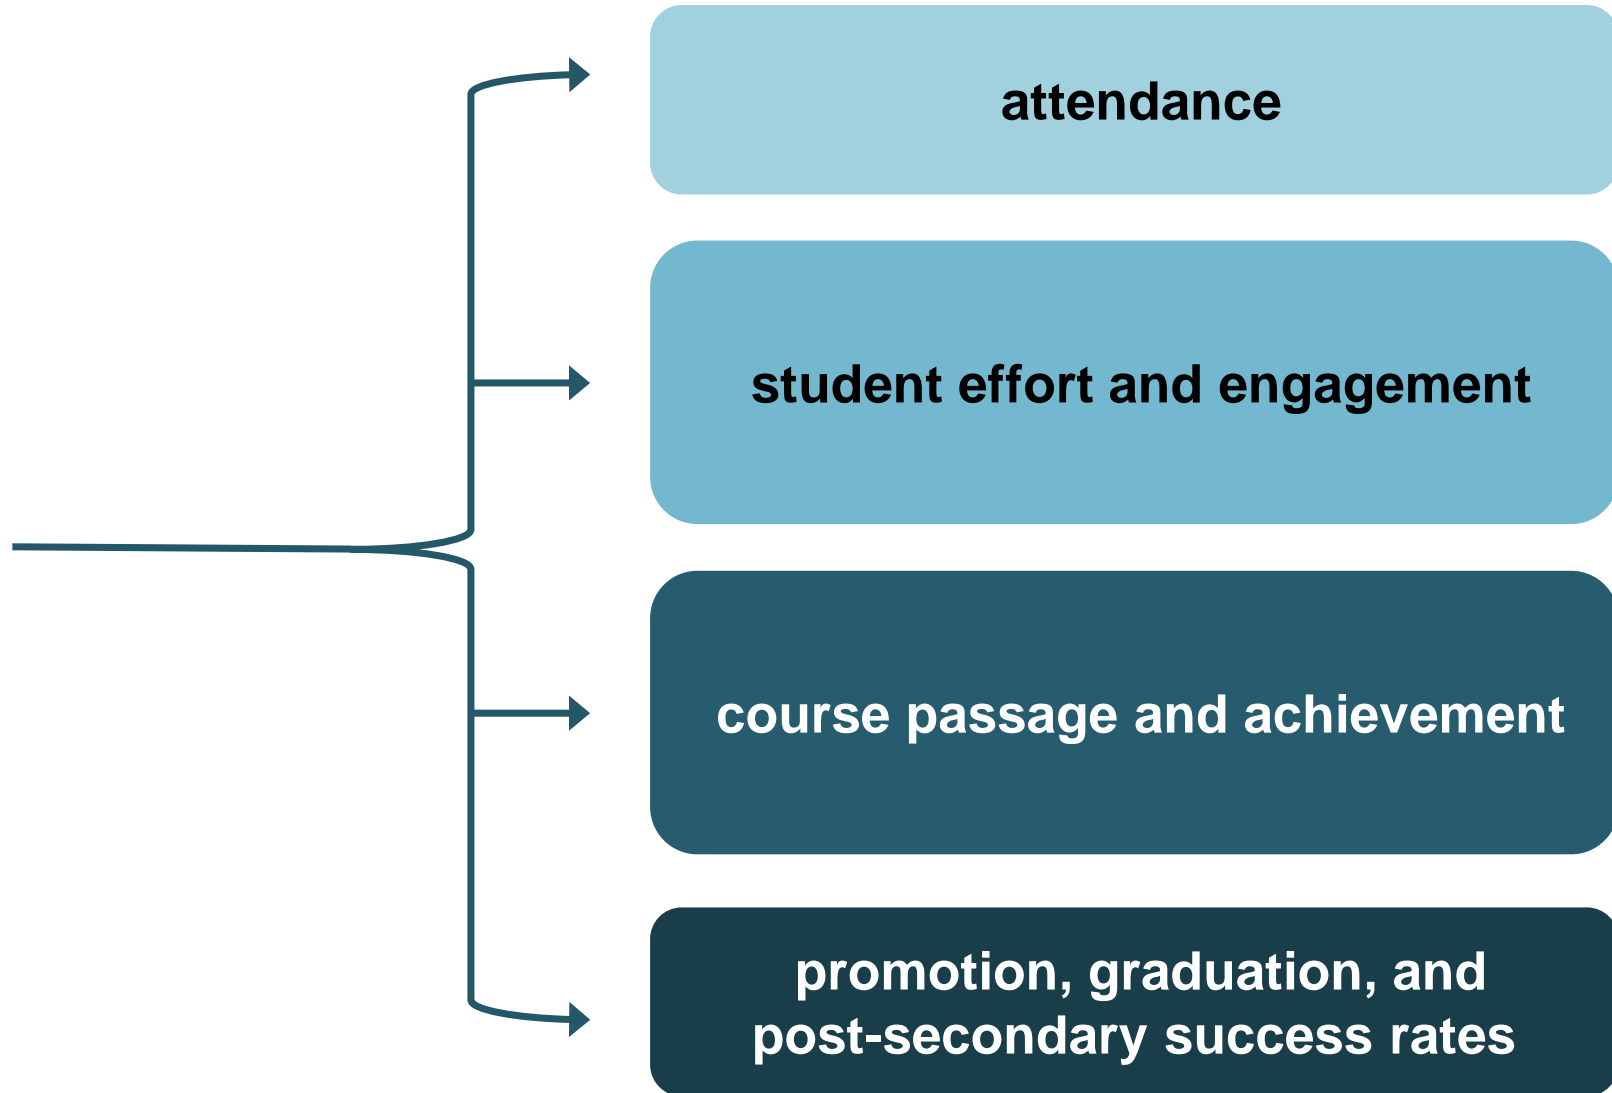 attendance
student effort and engagement
course passage and achievement
promotion, graduation, and
post-secondary success rates